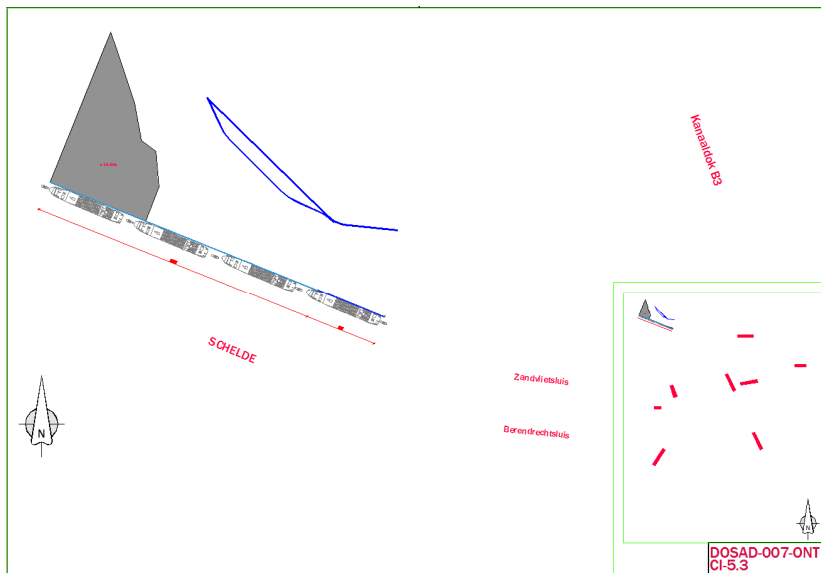 Kanaaldok B3
SCHELDE
Zandvlietsluis
Berendrechtsluis
N
N
DOSAD-007-ONT
CI-5.3